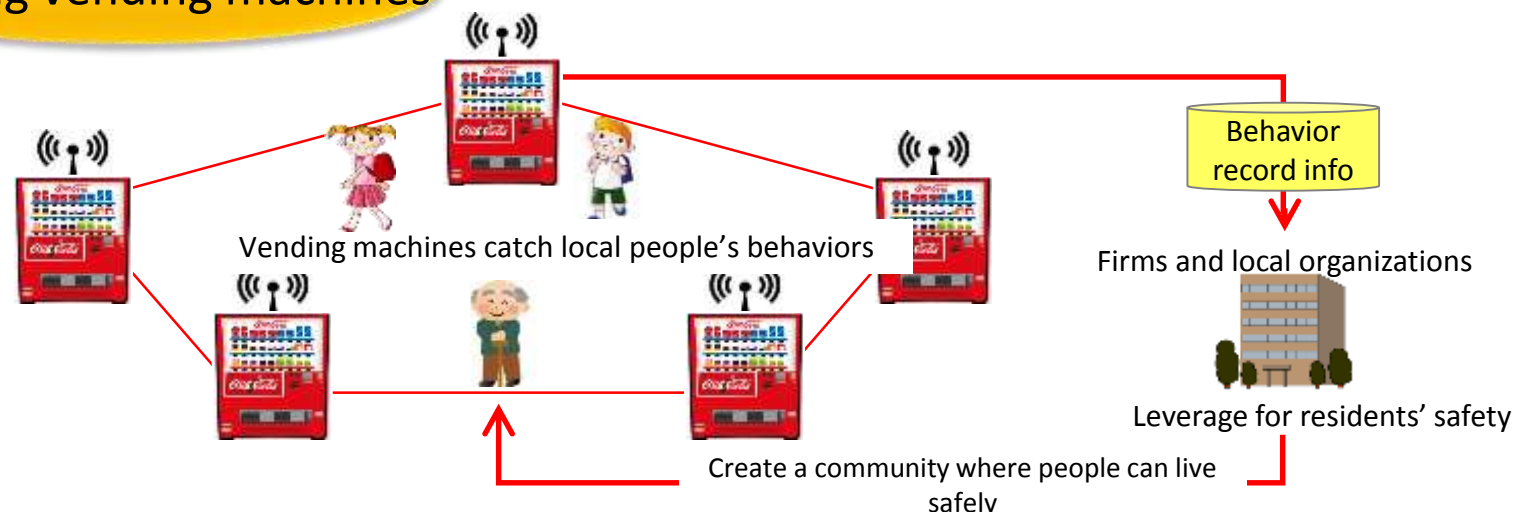 vending machines
Behavior
record info
Vending machines catch local people's behaviors
Firms and local organizations
Leverage for residents' safety
Create a community where people can live
safely